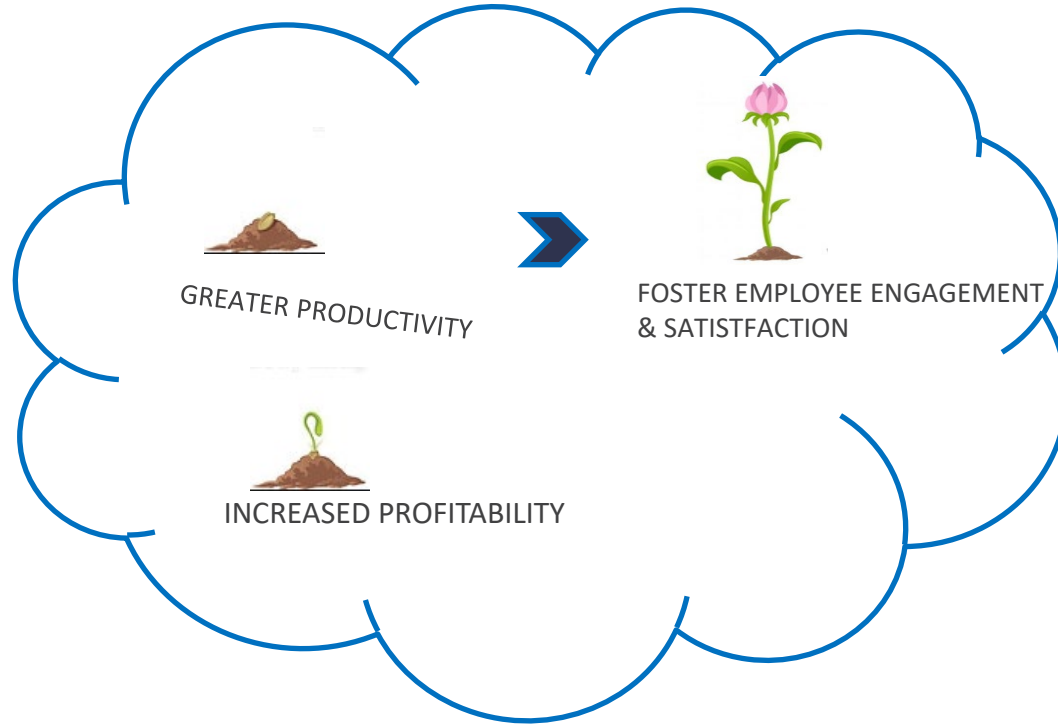 GREATER PRODUCTIVITY
FOSTER EMPLOYEE ENGAGEMENT
& SATISTFACTION
INCREASED PROFITABILITY